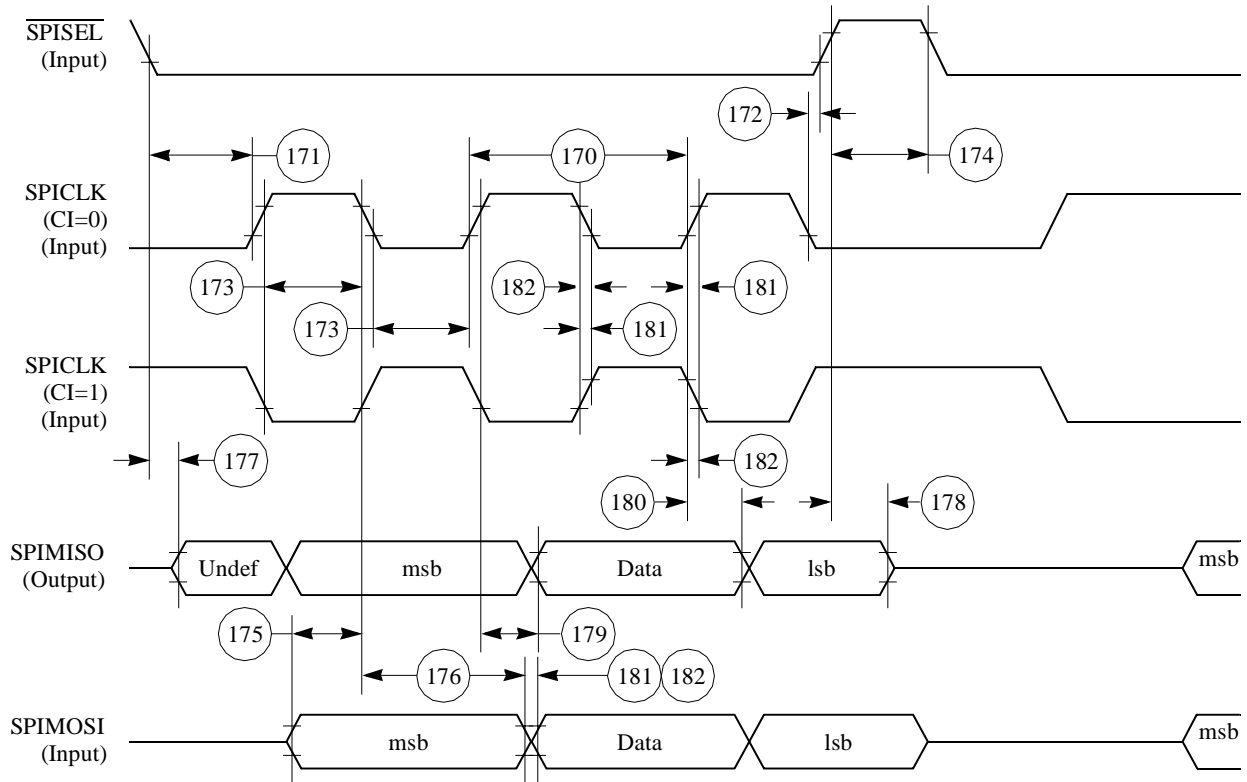 SPISEL
(Input)
172
171
170
174
SPICLK
(CI=0)
(Input)
173
182
181
173
181
SPICLK
(CI=1)
(Input)
177
182
180
178
SPIMISO
(Output)
Undef
msb
Data
lsb
msb
175
179
176
181
182
SPIMOSI
(Input)
msb
Data
lsb
msb